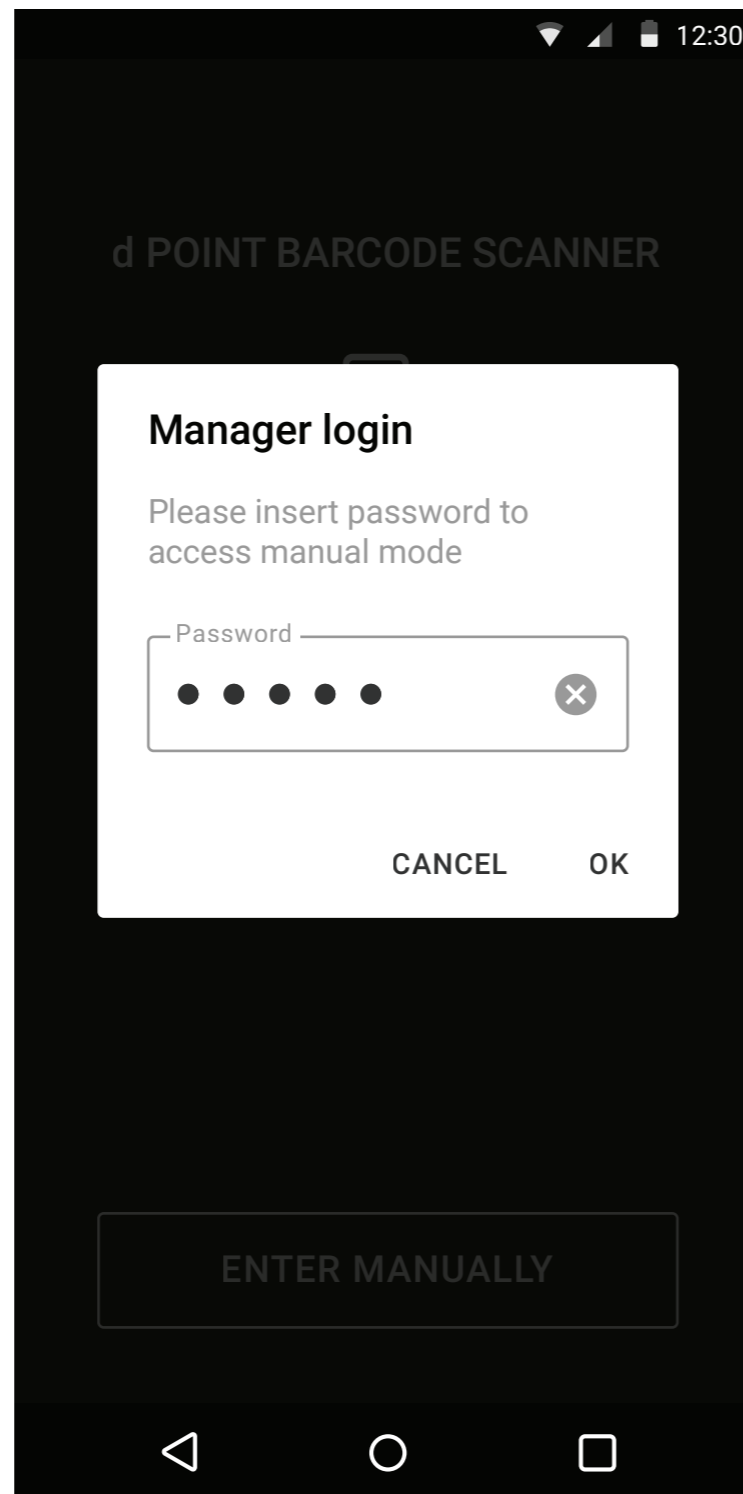 12:30
d POINT BARCODE SCANNER
Manager login
Please insert password to
access manual mode
Password
CANCEL OK
ENTER MANUALLY